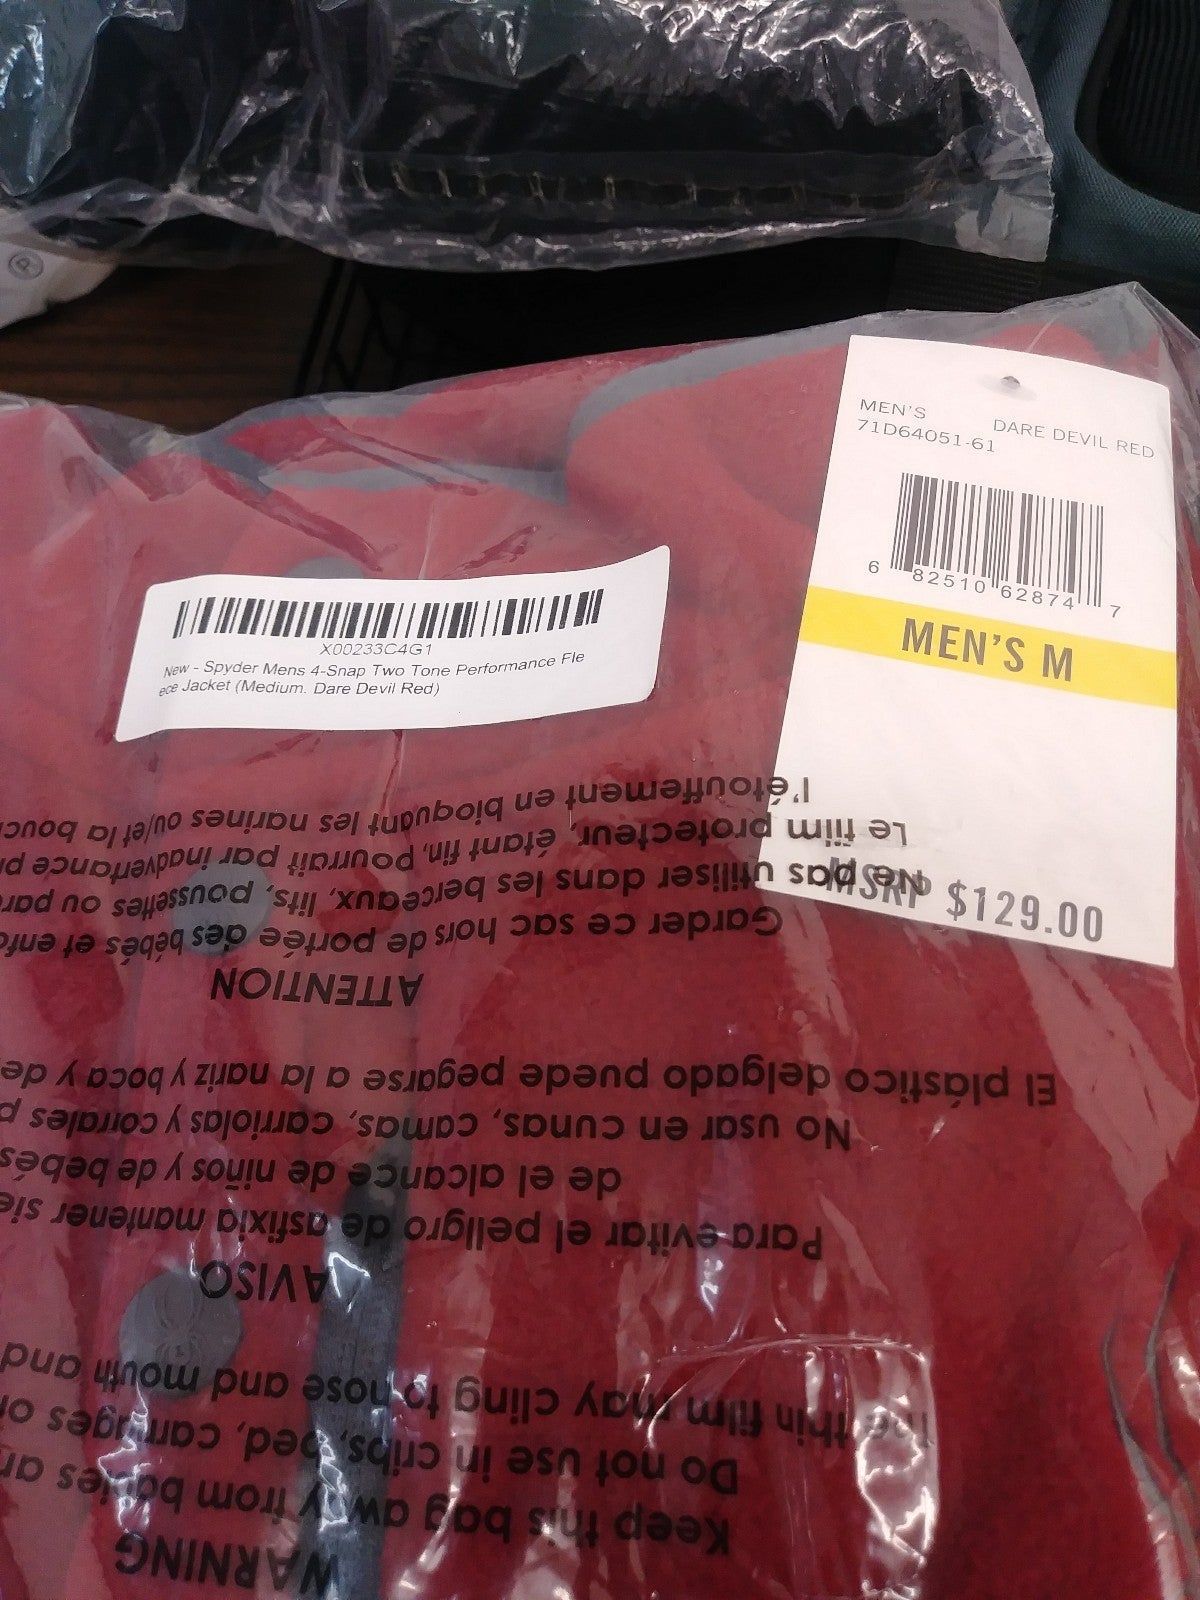 MEN'S
DARE DEVIL RED
71D64051-61
6 82510 62874 7
MEN'S M
MSRP $129.00
X00233C4G1
New - Spyder Mens 4-Snap Two Tone Performance Fle
ece Jacket (Medium. Dare Devil Red)
WARNING
Keep this bag away from babies
Do not use in cribs, bed, carriages
The thin film may cling to nose and mouth and
AVISO
Para evitar el peligro de asfixia mantener
de el alcance de niños y de bebés
No usar en cunas, camas, carriolas y corrales
El plástico delgado puede pegarse a la nariz y boca y de
ATTENTION
Garder ce sac hors de portée des bébés et
Ne pas utiliser dans les berceaux, lits, poussettes ou
Le film protecteur, étant fin, pourrait par inadvertance
l'étouffement en bloquant les narines ou/et la
P